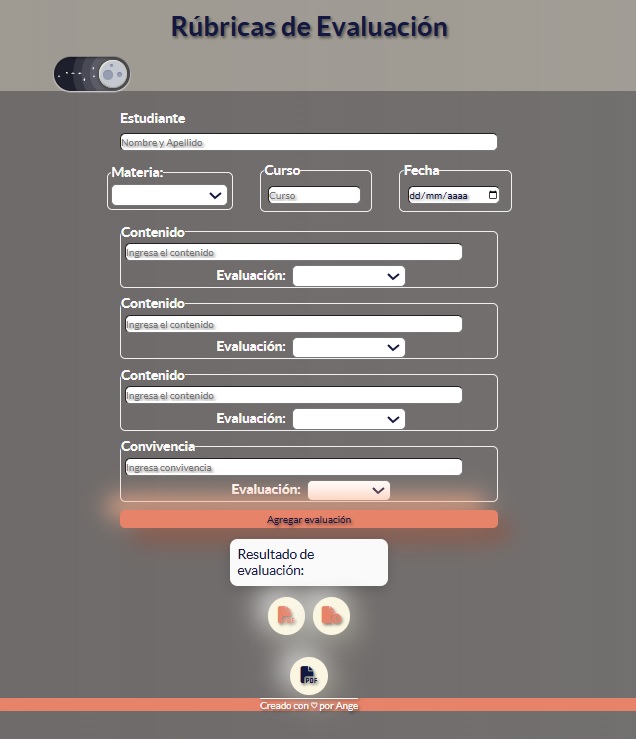 Rúbricas de Evaluación
Estudiante
Nombre y Apellido
Materia:
Curso
Fecha
Curso
dd/mm/aaaa
Contenido
Ingresa el contenido
Evaluación:
Contenido
Ingresa el contenido
Evaluación:
Contenido
Ingresa el contenido
Evaluación:
Convivencia
Ingresa convivencia
Evaluación:
Agregar evaluación
Resultado de
evaluación:
PDF
Creado con ♡ por Ange